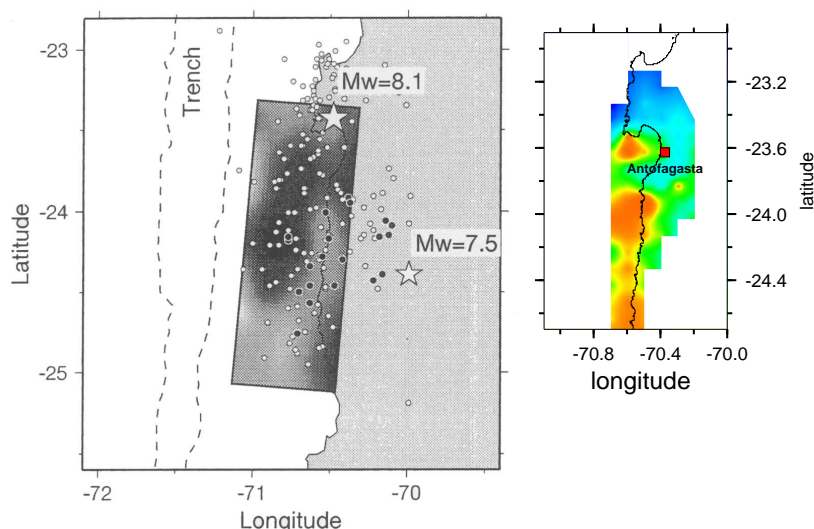 -23
-24
-25
Latitude
Trench
Mw=8.1
Mw=7.5
-72
-71
-70
Longitude
Antofagasta
-23.2
-23.6
-24.0
-24.4
latitude
-70.8
-70.4
-70.0
longitude